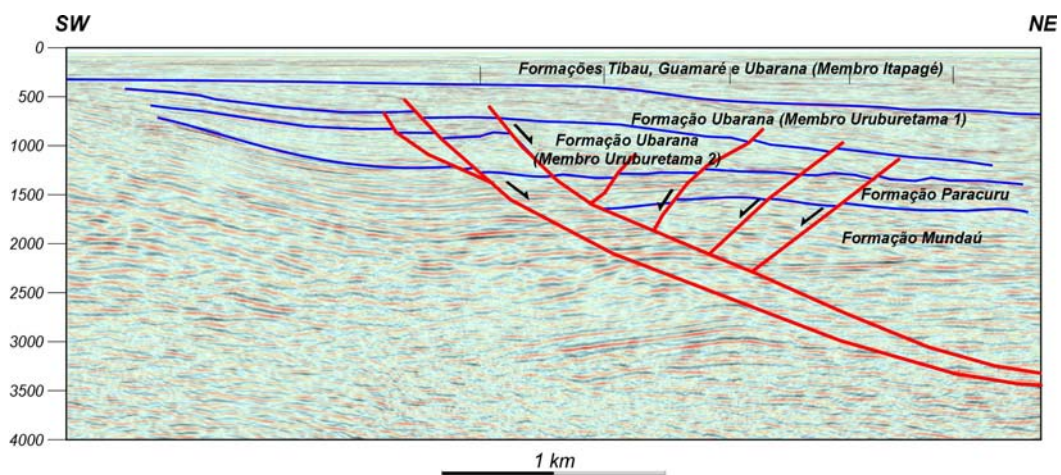 SW
NE
0
Formações Tibau, Guamaré e Ubarana (Membro Itapagé)
500
Formação Ubarana (Membro Uruburetama 1)
1000
Formação Ubarana
(Membro Uruburetama 2)
1500
Formação Paracuru
2000
Formação Mundaú
2500
3000
3500
4000
1 km